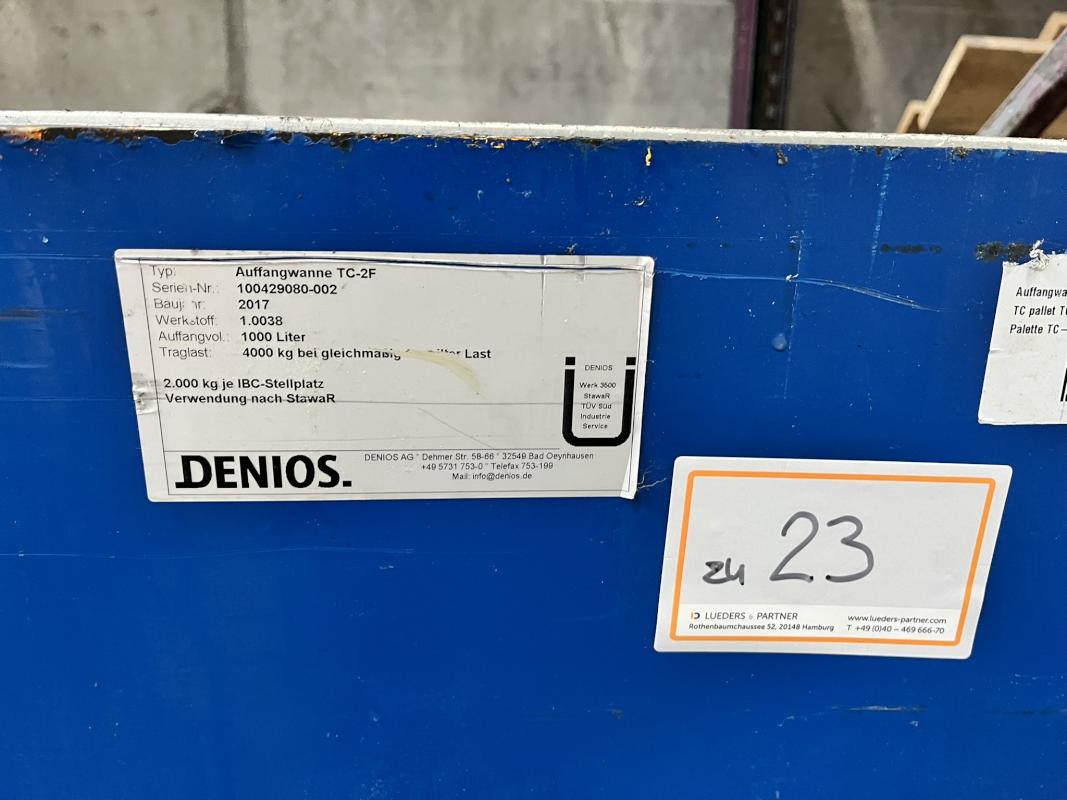 Typ: Auffangwanne TC-2F
Serien-Nr.: 100429080-002
2017
Werkstoff: 1.0038
Auffangvol.: 1000 Liter
Traglast: 4000 kg bei Last
2.000 kg je IBC-Stellplatz
Verwendung nach StawaR
DENIOS
Werk 3500
StawaR
TÜV Süd
Industrie
Service
DENIOS.
DENIOS AG * Dehmer Str. 58-66 * 32549 Bad Oeynhausen
+49 5731 753-0 * Telefax 753-199
Mail: info@denios.de
Auffangwa
TC pallet T
Palette TC–
zu 23
LUEDERS & PARTNER
Rothenbaumchaussee 52, 20148 Hamburg
www.lueders-partner.com
T +49 (0)40 – 469 666-70